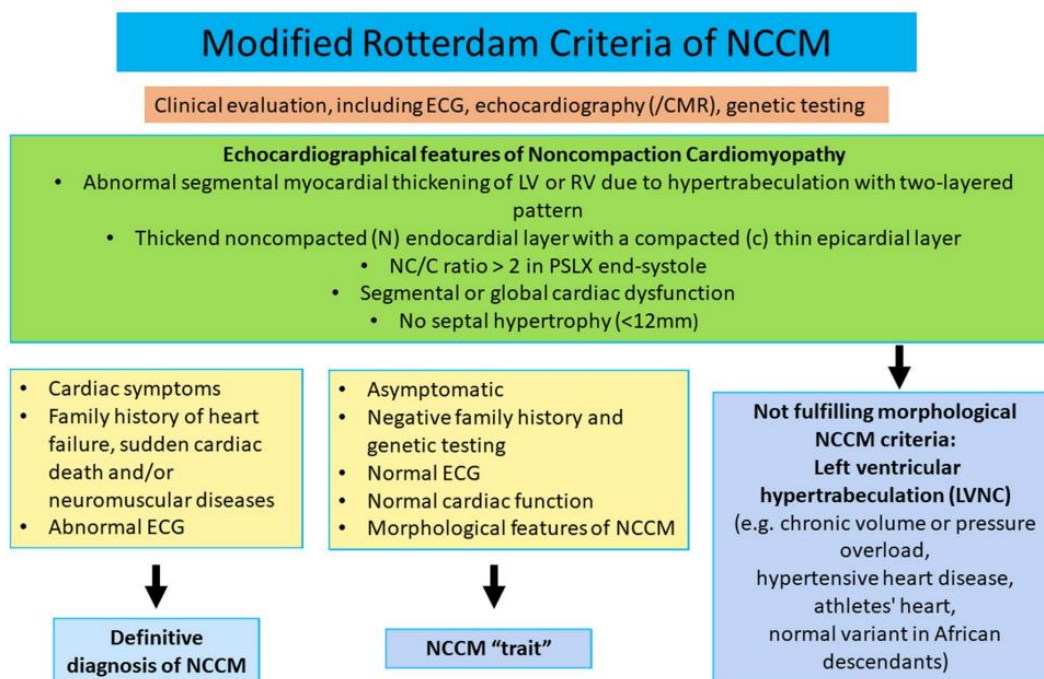 Modified Rotterdam Criteria of NCCM
Clinical evaluation, including ECG, echocardiography (/CMR), genetic testing
Echocardiographical features of Noncompaction Cardiomyopathy
• Abnormal segmental myocardial thickening of LV or RV due to hypertrabeculation with two-layered
pattern
• Thickend noncompacted (N) endocardial layer with a compacted (c) thin epicardial layer
• NC/C ratio > 2 in PSLX end-systole
• Segmental or global cardiac dysfunction
• No septal hypertrophy (<12mm)
• Cardiac symptoms
• Family history of heart
failure, sudden cardiac
death and/or
neuromuscular diseases
• Abnormal ECG
Definitive
diagnosis of NCCM
• Asymptomatic
• Negative family history and
genetic testing
• Normal ECG
• Normal cardiac function
• Morphological features of NCCM
NCCM “trait”
Not fulfilling morphological
NCCM criteria:
Left ventricular
hypertrabeculation (LVNC)
(e.g. chronic volume or pressure
overload,
hypertensive heart disease,
athletes' heart,
normal variant in African
descendants)